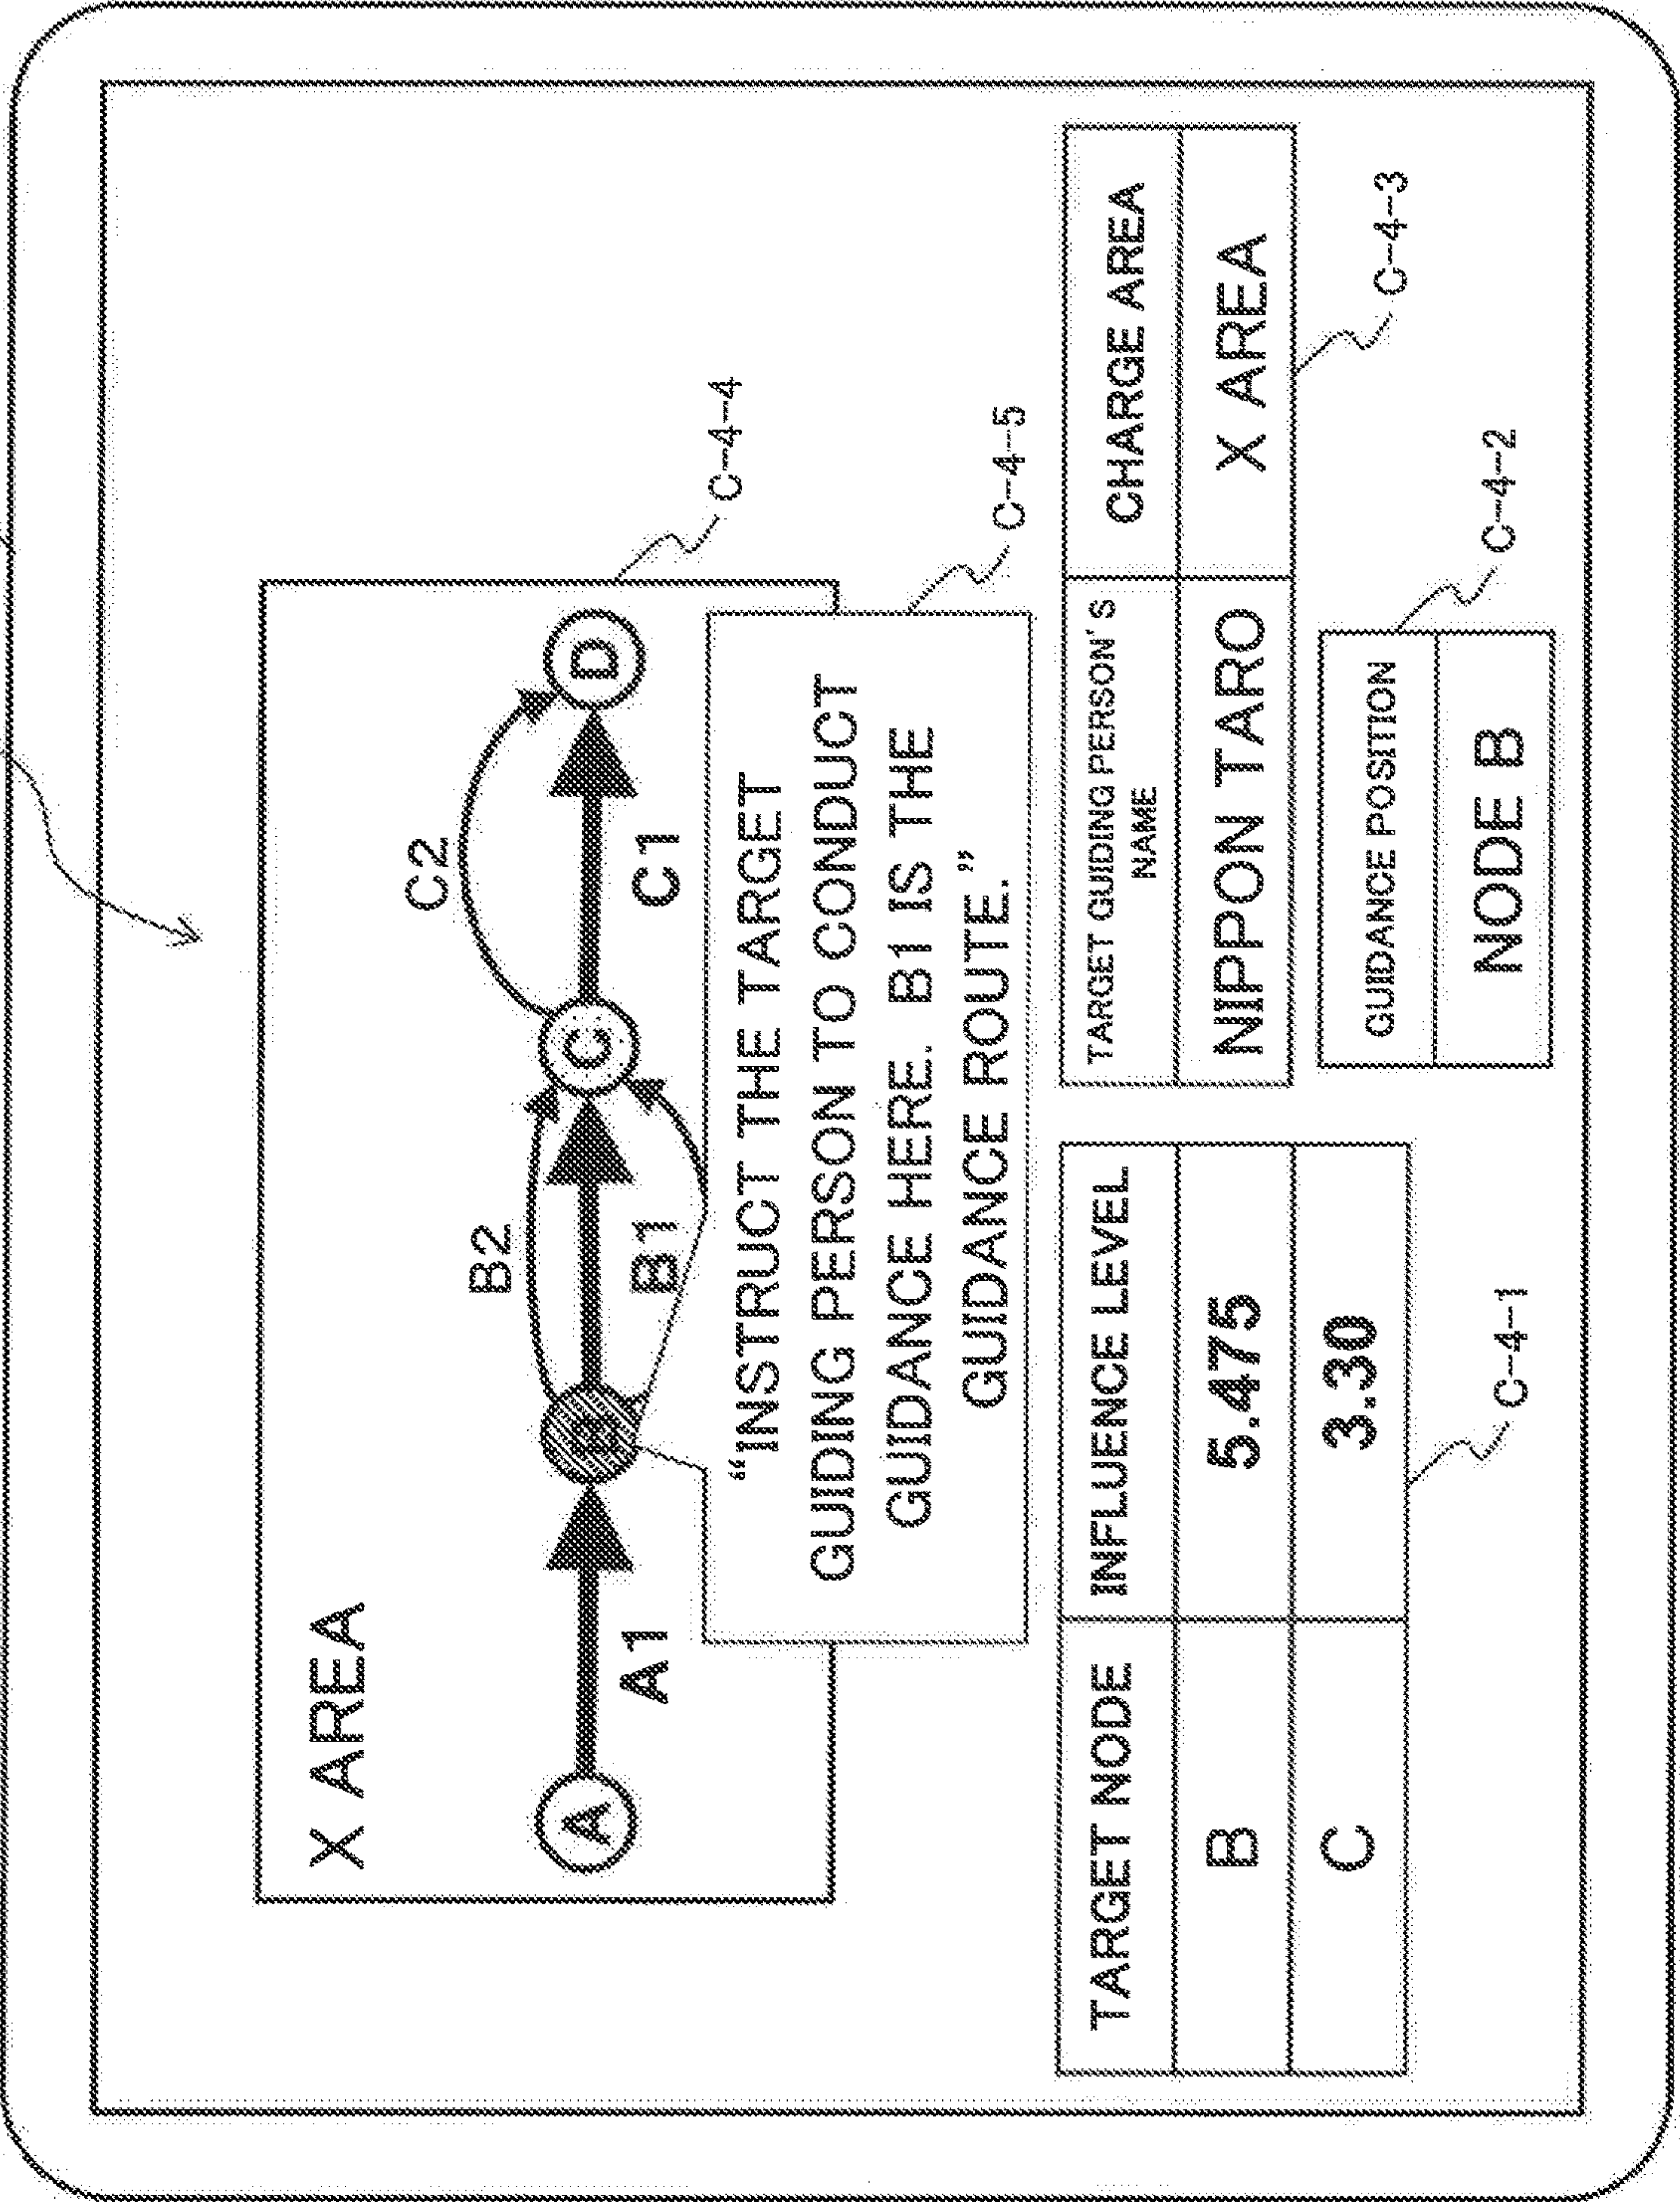 X AREA
C2
B2
A
B
C
D
A1
B1
C1
C-4-4
"INSTRUCT THE TARGET
GUIDING PERSON TO CONDUCT
GUIDANCE HERE. B1 IS THE
GUIDANCE ROUTE."
C-4-5
TARGET NODE INFLUENCE LEVEL
B 5.475
C 3.30
C-4-1
TARGET GUIDING PERSON'S
NAME
CHARGE AREA
NIPPON TARO X AREA
C-4-3
GUIDANCE POSITION
NODE B
C-4-2